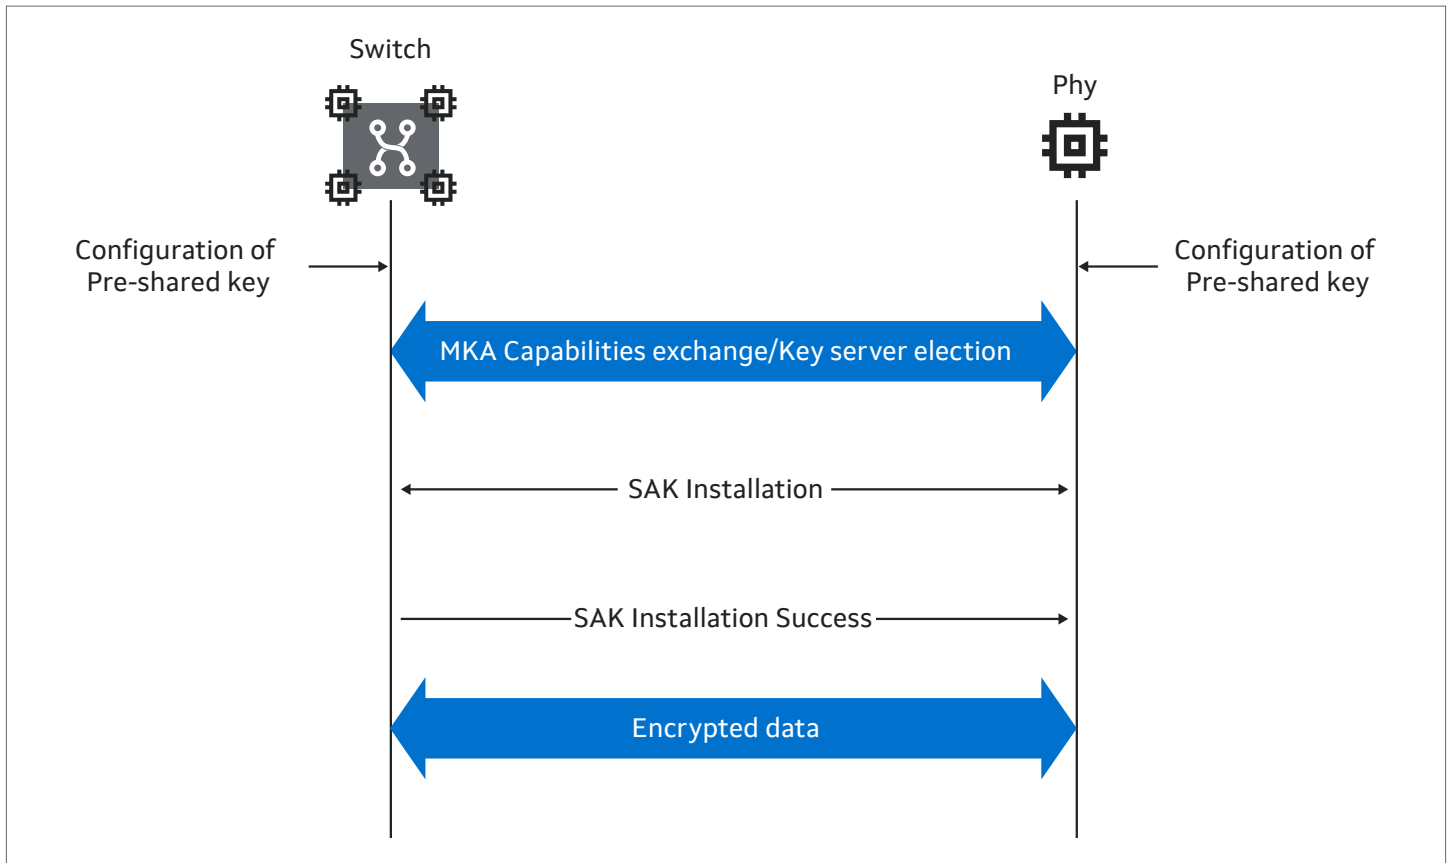 Switch
Phy
Configuration of
Pre-shared key
Configuration of
Pre-shared key
MKA Capabilities exchange/Key server election
SAK Installation
SAK Installation Success
Encrypted data